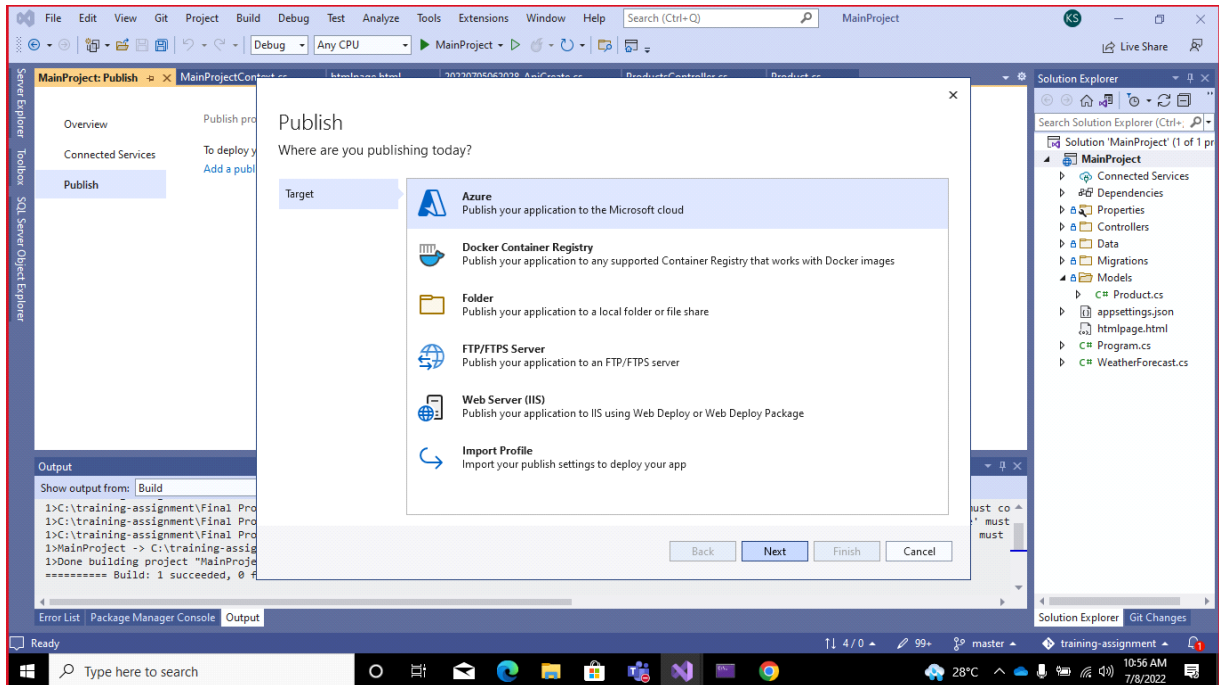 File Edit View Git Project Build Debug Test Analyze Tools Extensions Window Help Search (Ctrl+Q) MainProject KS
Debug Any CPU MainProject Live Share
Server Explorer
Toolbox
SQL Server Object Explorer
MainProject: Publish MainProjectContext.cs htmlpage.html 20220705062028_ApiCreate.cs ProductsController.cs Product.cs
Overview
Connected Services
Publish
Publish pro
To deploy y
Add a publ
Publish
Where are you publishing today?
Target
Azure
Publish your application to the Microsoft cloud
Docker Container Registry
Publish your application to any supported Container Registry that works with Docker images
Folder
Publish your application to a local folder or file share
FTP/FTPS Server
Publish your application to an FTP/FTPS server
Web Server (IIS)
Publish your application to IIS using Web Deploy or Web Deploy Package
Import Profile
Import your publish settings to deploy your app
Back Next Finish Cancel
Solution Explorer
Search Solution Explorer (Ctrl+;
Solution 'MainProject' (1 of 1 pr
MainProject
Connected Services
Dependencies
Properties
Controllers
Data
Migrations
Models
C# Product.cs
appsettings.json
htmlpage.html
C# Program.cs
C# WeatherForecast.cs
Output
Show output from: Build
1>C:\training-assignment\Final Pro must co
1>C:\training-assignment\Final Pro ' must
1>C:\training-assignment\Final Pro must
1>MainProject -> C:\training-assig
1>Done building project "MainProje
========== Build: 1 succeeded, 0 f
Error List Package Manager Console Output
Solution Explorer Git Changes
Ready 4 / 0 99+ master training-assignment 1
Type here to search 28°C 10:56 AM
7/8/2022